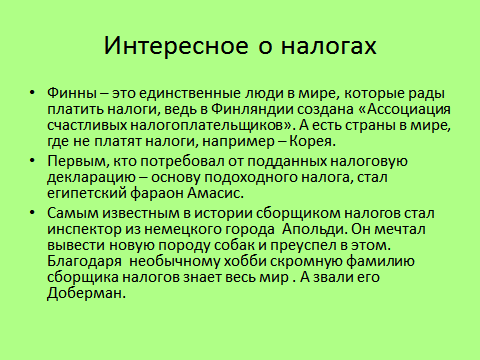 Интересное о налогах
• Финны – это единственные люди в мире, которые рады
платить налоги, ведь в Финляндии создана «Ассоциация
счастливых налогоплательщиков». А есть страны в мире,
где не платят налоги, например – Корея.
• Первым, кто потребовал от подданных налоговую
декларацию – основу подоходного налога, стал
египетский фараон Амасис.
• Самым известным в истории сборщиком налогов стал
инспектор из немецкого города Апольди. Он мечтал
вывести новую породу собак и преуспел в этом.
Благодаря необычному хобби скромную фамилию
сборщика налогов знает весь мир . А звали его
Доберман.